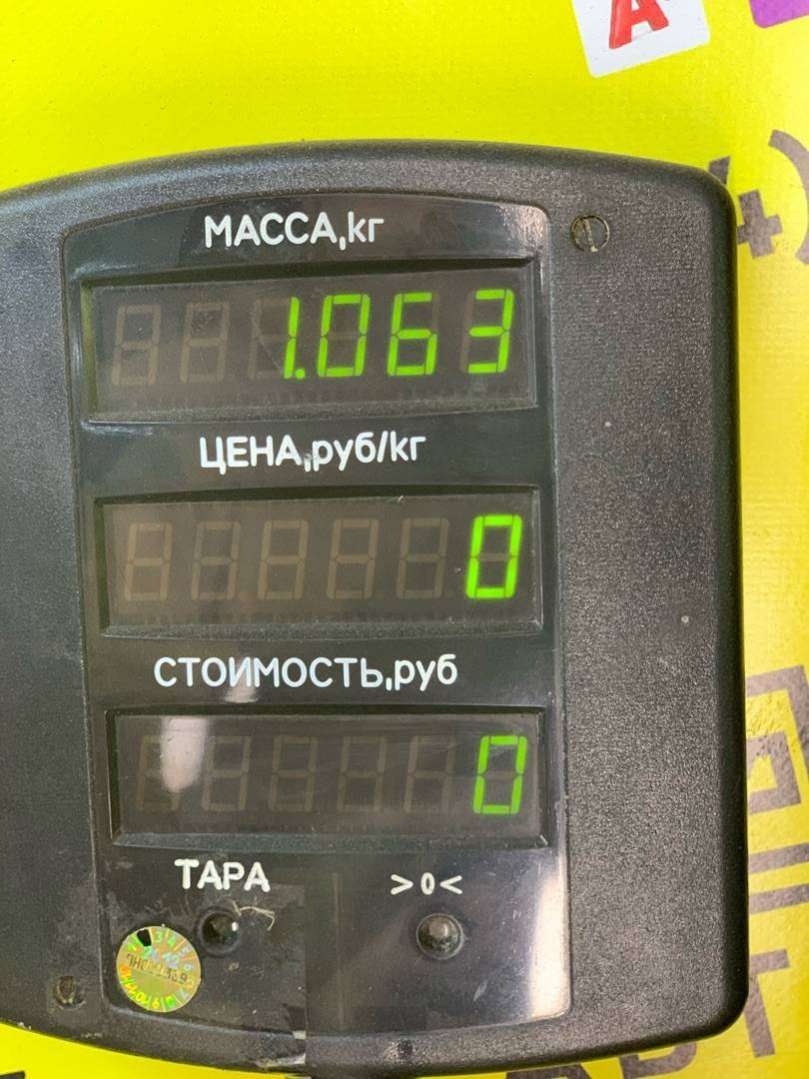 А
МАССА,кг
1.063
ЦЕНА,руб/кг
0
СТОИМОСТЬ,руб
0
ТАРА >0<